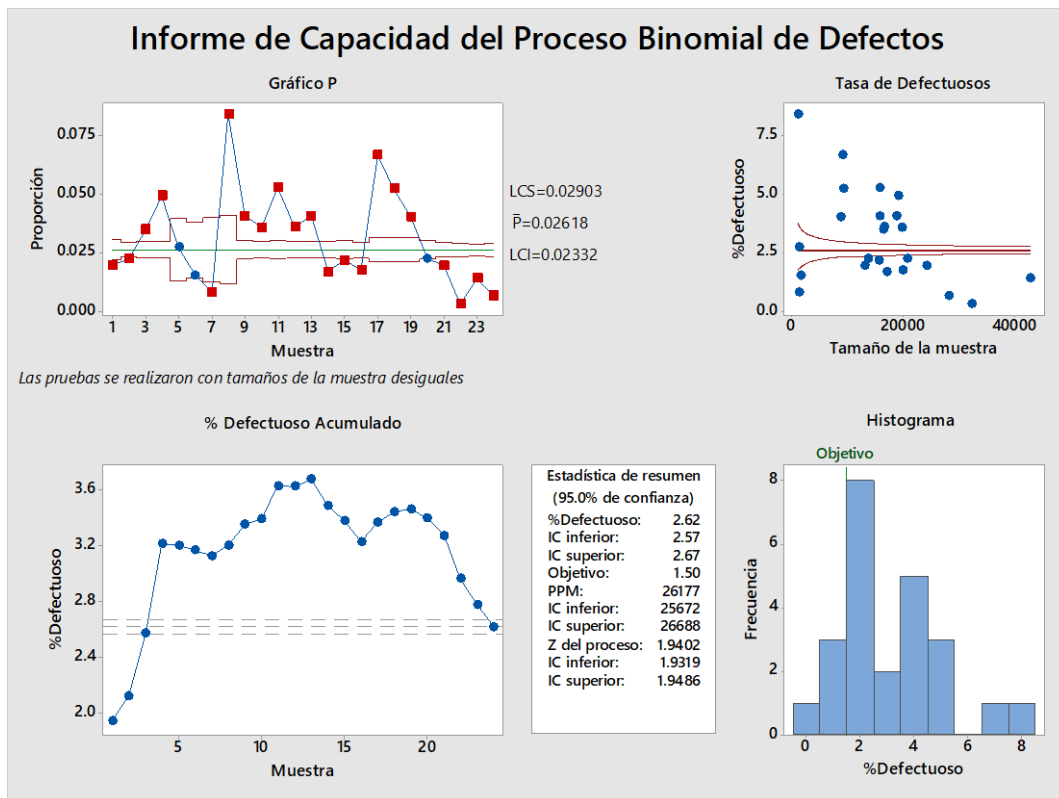 Informe de Capacidad del Proceso Binomial de Defectos
Gráfico P
Proporción
0.075
0.050
0.025
0.000
1 3 5 7 9 11 13 15 17 19 21 23
Muestra
LCS=0.02903
P̄=0.02618
LCI=0.02332
Las pruebas se realizaron con tamaños de la muestra desiguales
Tasa de Defectuosos
%Defectuoso
7.5
5.0
2.5
0.0
0 20000 40000
Tamaño de la muestra
% Defectuoso Acumulado
%Defectuoso
3.6
3.2
2.8
2.4
2.0
5 10 15 20
Muestra
Estadística de resumen
(95.0% de confianza)
%Defectuoso: 2.62
IC inferior: 2.57
IC superior: 2.67
Objetivo: 1.50
PPM: 26177
IC inferior: 25672
IC superior: 26688
Z del proceso: 1.9402
IC inferior: 1.9319
IC superior: 1.9486
Histograma
Objetivo
Frecuencia
8
6
4
2
0
0 2 4 6 8
%Defectuoso